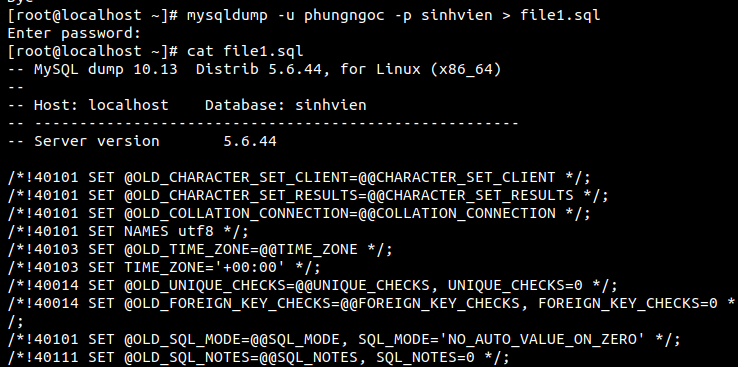 Bye
[root@localhost ~]# mysqldump -u phungngoc -p sinhvien > file1.sql
Enter password:
[root@localhost ~]# cat file1.sql
-- MySQL dump 10.13  Distrib 5.6.44, for Linux (x86_64)
--
-- Host: localhost    Database: sinhvien
-- ------------------------------------------------------
-- Server version       5.6.44
/*!40101 SET @OLD_CHARACTER_SET_CLIENT=@@CHARACTER_SET_CLIENT */;
/*!40101 SET @OLD_CHARACTER_SET_RESULTS=@@CHARACTER_SET_RESULTS */;
/*!40101 SET @OLD_COLLATION_CONNECTION=@@COLLATION_CONNECTION */;
/*!40101 SET NAMES utf8 */;
/*!40103 SET @OLD_TIME_ZONE=@@TIME_ZONE */;
/*!40103 SET TIME_ZONE='+00:00' */;
/*!40014 SET @OLD_UNIQUE_CHECKS=@@UNIQUE_CHECKS, UNIQUE_CHECKS=0 */;
/*!40014 SET @OLD_FOREIGN_KEY_CHECKS=@@FOREIGN_KEY_CHECKS, FOREIGN_KEY_CHECKS=0 *
/;
/*!40101 SET @OLD_SQL_MODE=@@SQL_MODE, SQL_MODE='NO_AUTO_VALUE_ON_ZERO' */;
/*!40111 SET @OLD_SQL_NOTES=@@SQL_NOTES, SQL_NOTES=0 */;